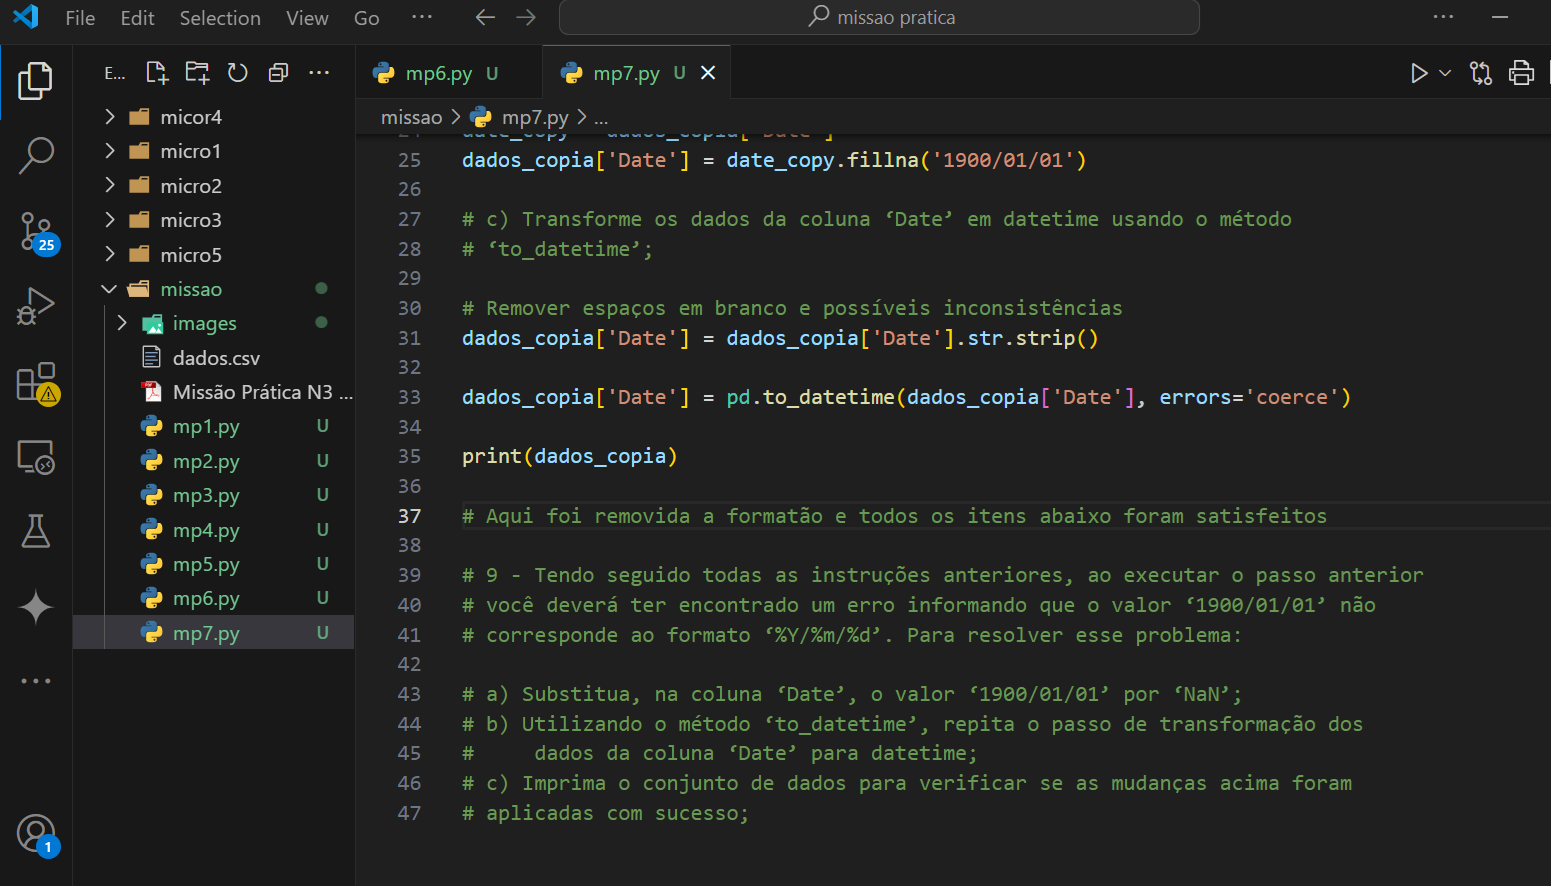 File Edit Selection View Go ··· missao pratica ···
E... ···
mp6.py U mp7.py U
missao > mp7.py > ...
micor4
micro1
micro2
micro3
micro5
missao
images
dados.csv
Missão Prática N3 ...
mp1.py U
mp2.py U
mp3.py U
mp4.py U
mp5.py U
mp6.py U
mp7.py U
25
1
24 date_copy = dados_copia['Date']
25 dados_copia['Date'] = date_copy.fillna('1900/01/01')
26
27 # c) Transforme os dados da coluna ‘Date’ em datetime usando o método
28 # ‘to_datetime’;
29
30 # Remover espaços em branco e possíveis inconsistências
31 dados_copia['Date'] = dados_copia['Date'].str.strip()
32
33 dados_copia['Date'] = pd.to_datetime(dados_copia['Date'], errors='coerce')
34
35 print(dados_copia)
36
37 # Aqui foi removida a formatão e todos os itens abaixo foram satisfeitos
38
39 # 9 - Tendo seguido todas as instruções anteriores, ao executar o passo anterior
40 # você deverá ter encontrado um erro informando que o valor ‘1900/01/01’ não
41 # corresponde ao formato ‘%Y/%m/%d’. Para resolver esse problema:
42
43 # a) Substitua, na coluna ‘Date’, o valor ‘1900/01/01’ por ‘NaN’;
44 # b) Utilizando o método ‘to_datetime’, repita o passo de transformação dos
45 #     dados da coluna ‘Date’ para datetime;
46 # c) Imprima o conjunto de dados para verificar se as mudanças acima foram
47 # aplicadas com sucesso;